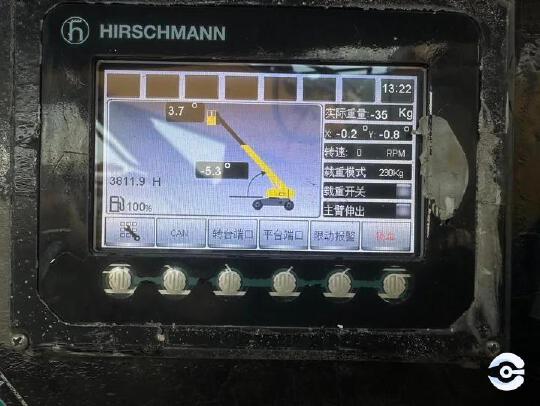 HIRSCHMANN
13:22
3.7 °
实际重量: -35 Kg
X: -0.2 ° Y: -0.8 °
-5.3 °
转速: 0 RPM
载重模式 230Kg
3811.9 H
载重开关
100%
主臂伸出
CAN 转台端口 平台端口 限动报警